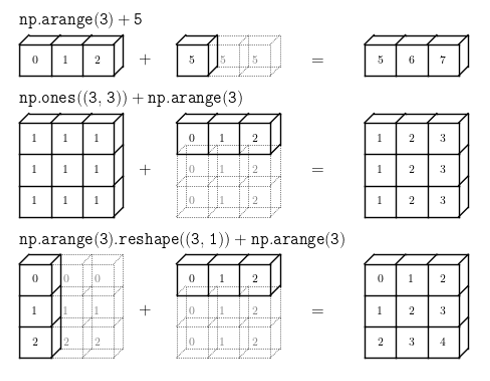 np.arange(3) + 5
0 1 2 + 5 5 5 = 5 6 7
np.ones((3, 3)) + np.arange(3)
1 1 1 0 1 2 1 2 3
1 1 1 + 0 1 2 = 1 2 3
1 1 1 0 1 2 1 2 3
np.arange(3).reshape((3, 1)) + np.arange(3)
0 0 0 0 1 2 0 1 2
1 1 1 + 0 1 2 = 1 2 3
2 2 2 0 1 2 2 3 4